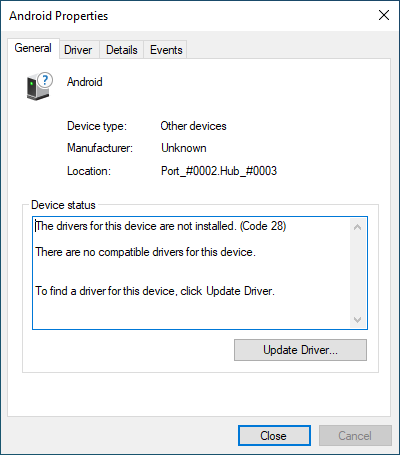 Android Properties
General Driver Details Events
Android
Device type: Other devices
Manufacturer: Unknown
Location: Port_#0002.Hub_#0003
Device status
The drivers for this device are not installed. (Code 28)
There are no compatible drivers for this device.
To find a driver for this device, click Update Driver.
Update Driver...
Close Cancel